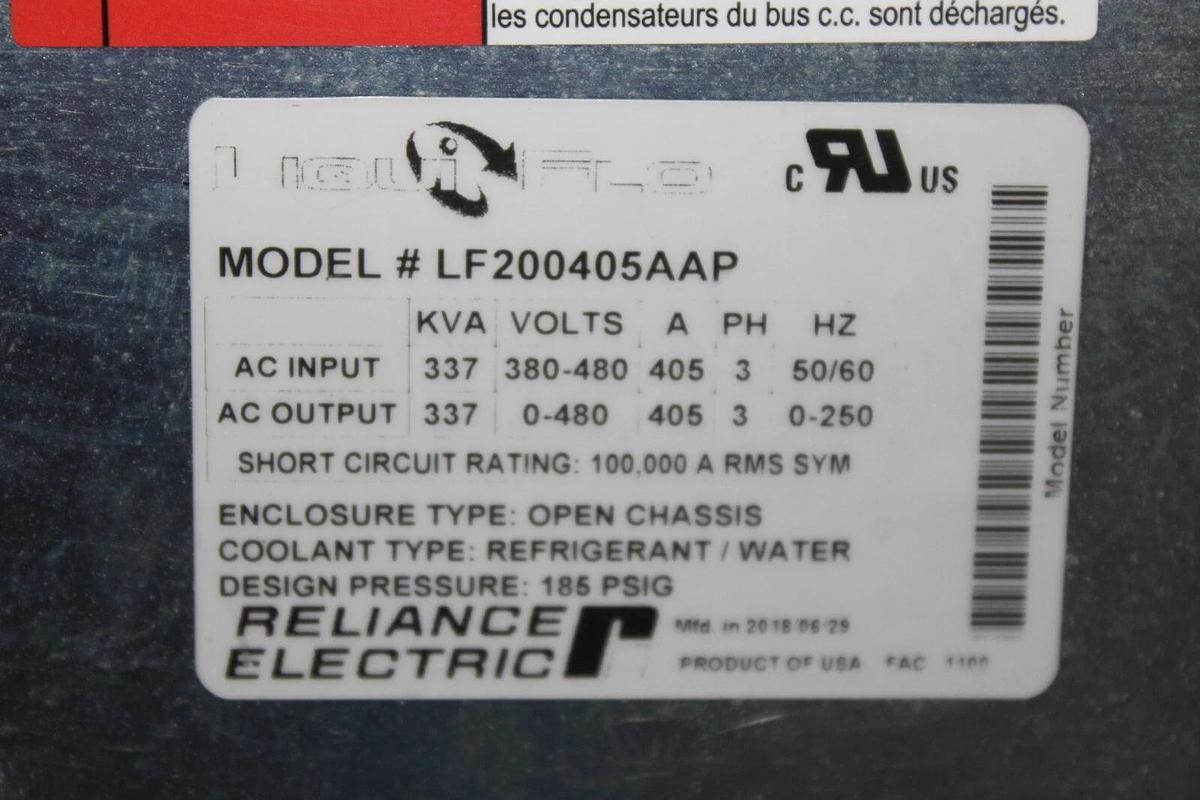 les condensateurs du bus c.c. sont déchargés.
LiquiFlo
c RU US
MODEL # LF200405AAP
KVA VOLTS A PH HZ
AC INPUT 337 380-480 405 3 50/60
AC OUTPUT 337 0-480 405 3 0-250
SHORT CIRCUIT RATING: 100,000 A RMS SYM
ENCLOSURE TYPE: OPEN CHASSIS
COOLANT TYPE: REFRIGERANT / WATER
DESIGN PRESSURE: 185 PSIG
RELIANCE
ELECTRIC
Mfd. in 2018/06/29
PRODUCT OF USA FAC 1100
Model Number